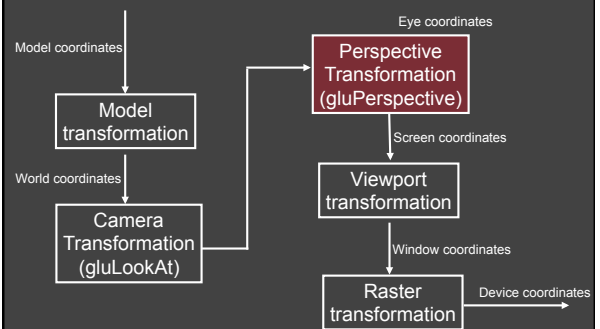 Model coordinates
Model
transformation
World coordinates
Camera
Transformation
(gluLookAt)
Eye coordinates
Perspective
Transformation
(gluPerspective)
Screen coordinates
Viewport
transformation
Window coordinates
Raster
transformation
Device coordinates